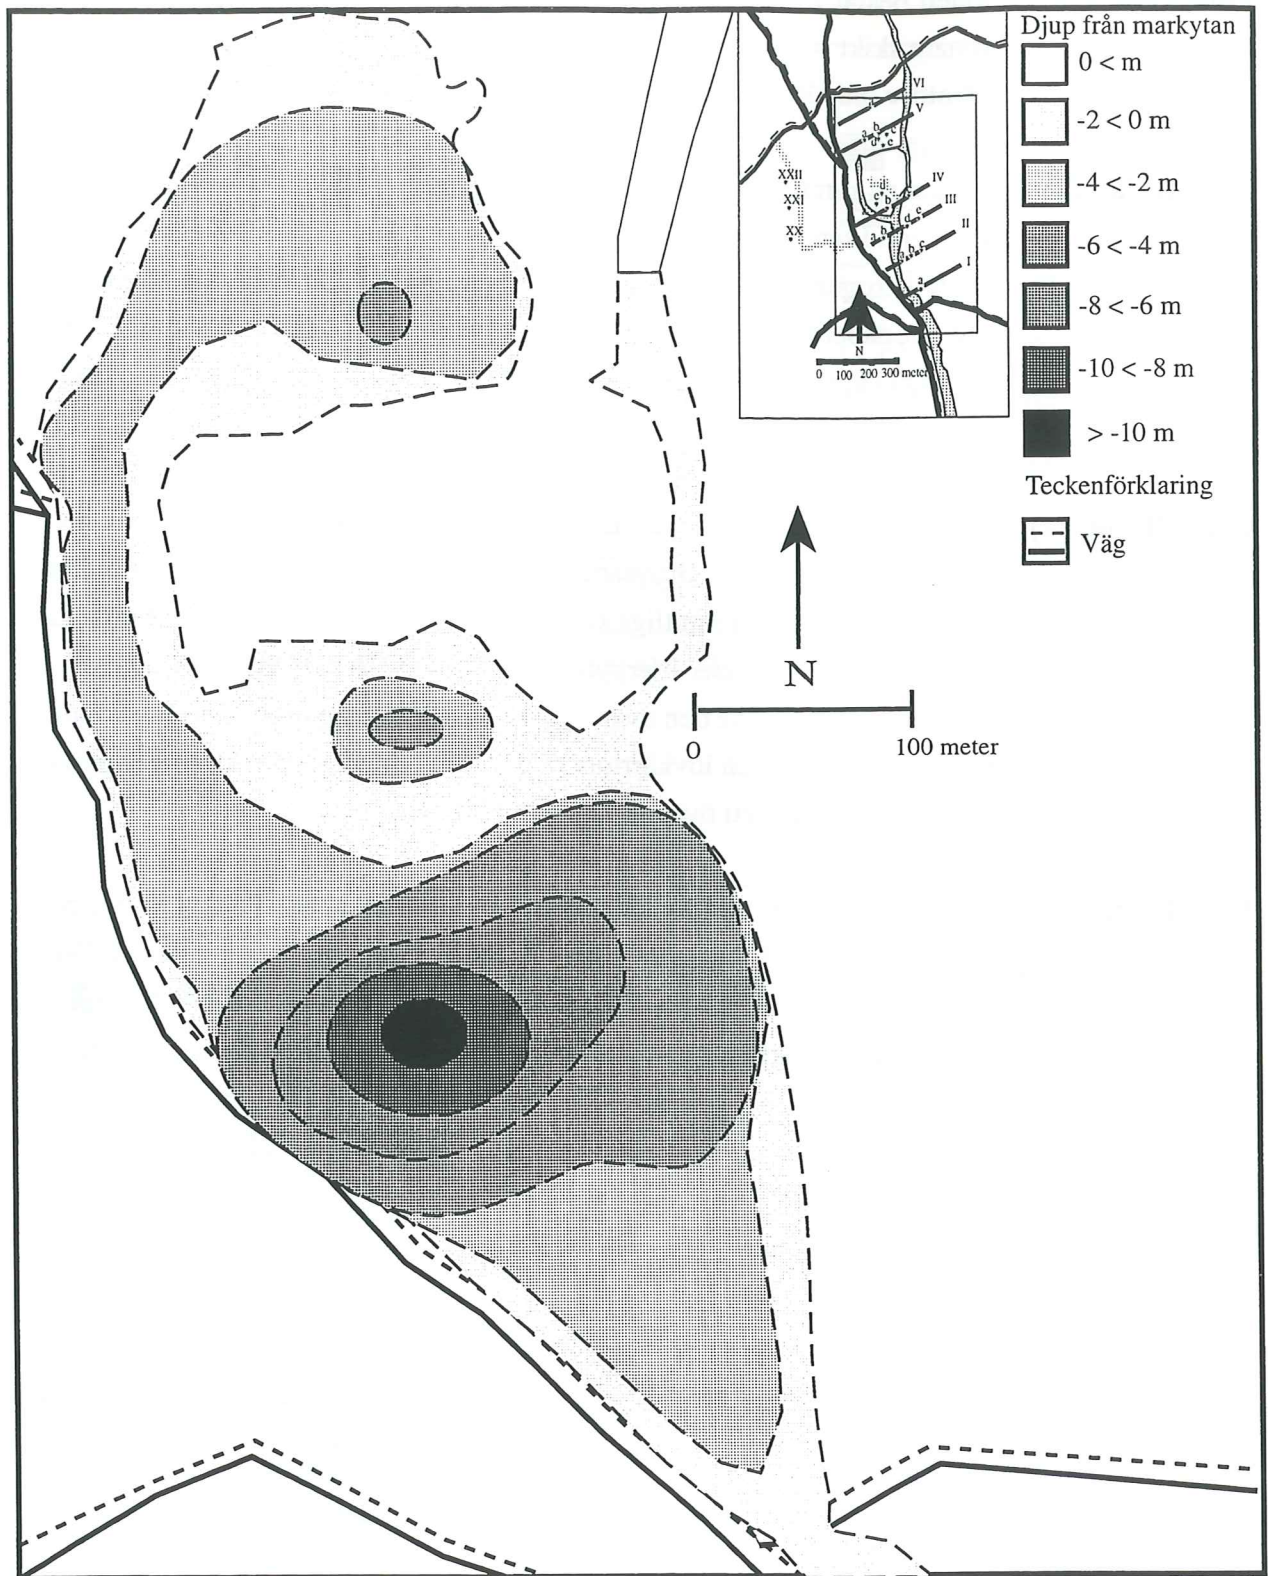 Djup från markytan
0 < m
-2 < 0 m
-4 < -2 m
-6 < -4 m
-8 < -6 m
-10 < -8 m
> -10 m
Teckenförklaring
Väg
N
0 100 meter
VI
V
a b c
d e
IV
III
II
I
XXII
XXI
XX
d
c b
a b d e
a b c
a
N
0 100 200 300 meter